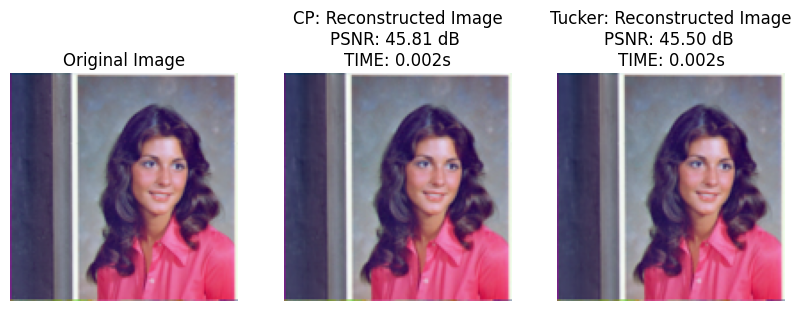 Original Image
CP: Reconstructed Image
PSNR: 45.81 dB
TIME: 0.002s
Tucker: Reconstructed Image
PSNR: 45.50 dB
TIME: 0.002s